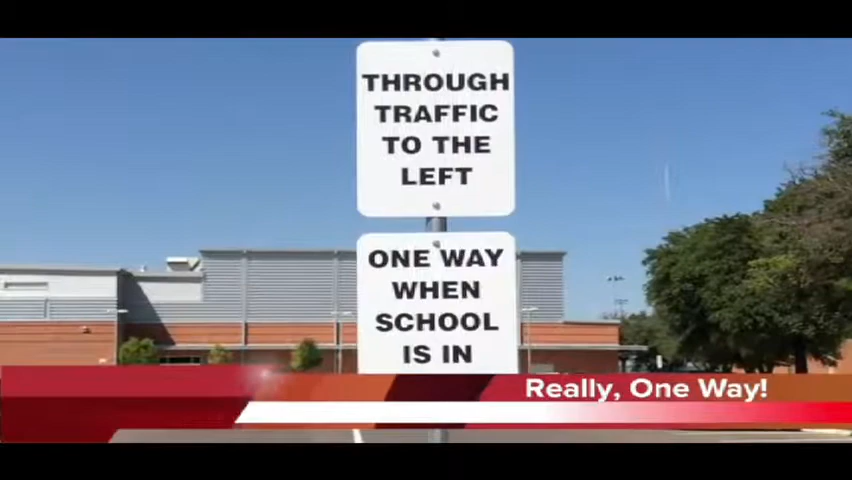 THROUGH
TRAFFIC
TO THE
LEFT
ONE WAY
WHEN
SCHOOL
IS IN
Really, One Way!